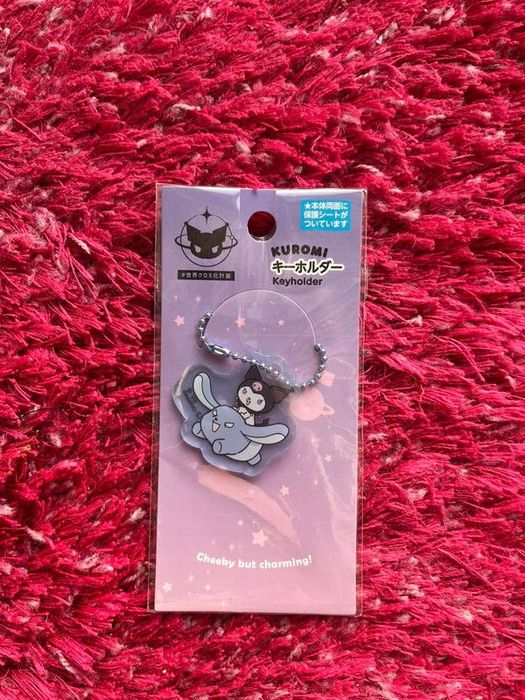 ★本体両面に
保護シートが
ついています
KUROMI
キーホルダー
Keyholder
#世界クロミ化計画
Cheeky but charming!